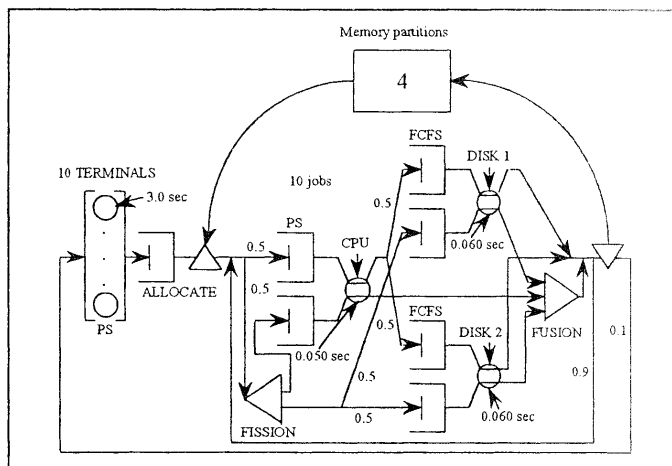 Memory partitions
4
FCFS
10 TERMINALS
DISK 1
3.0 sec
10 jobs
0.5
PS
CPU
0.5
0.060 sec
ALLOCATE
0.5
0.5
FCFS
PS
DISK 2
FUSION
0.050 sec
0.1
0.5
0.9
0.5
0.060 sec
FISSION